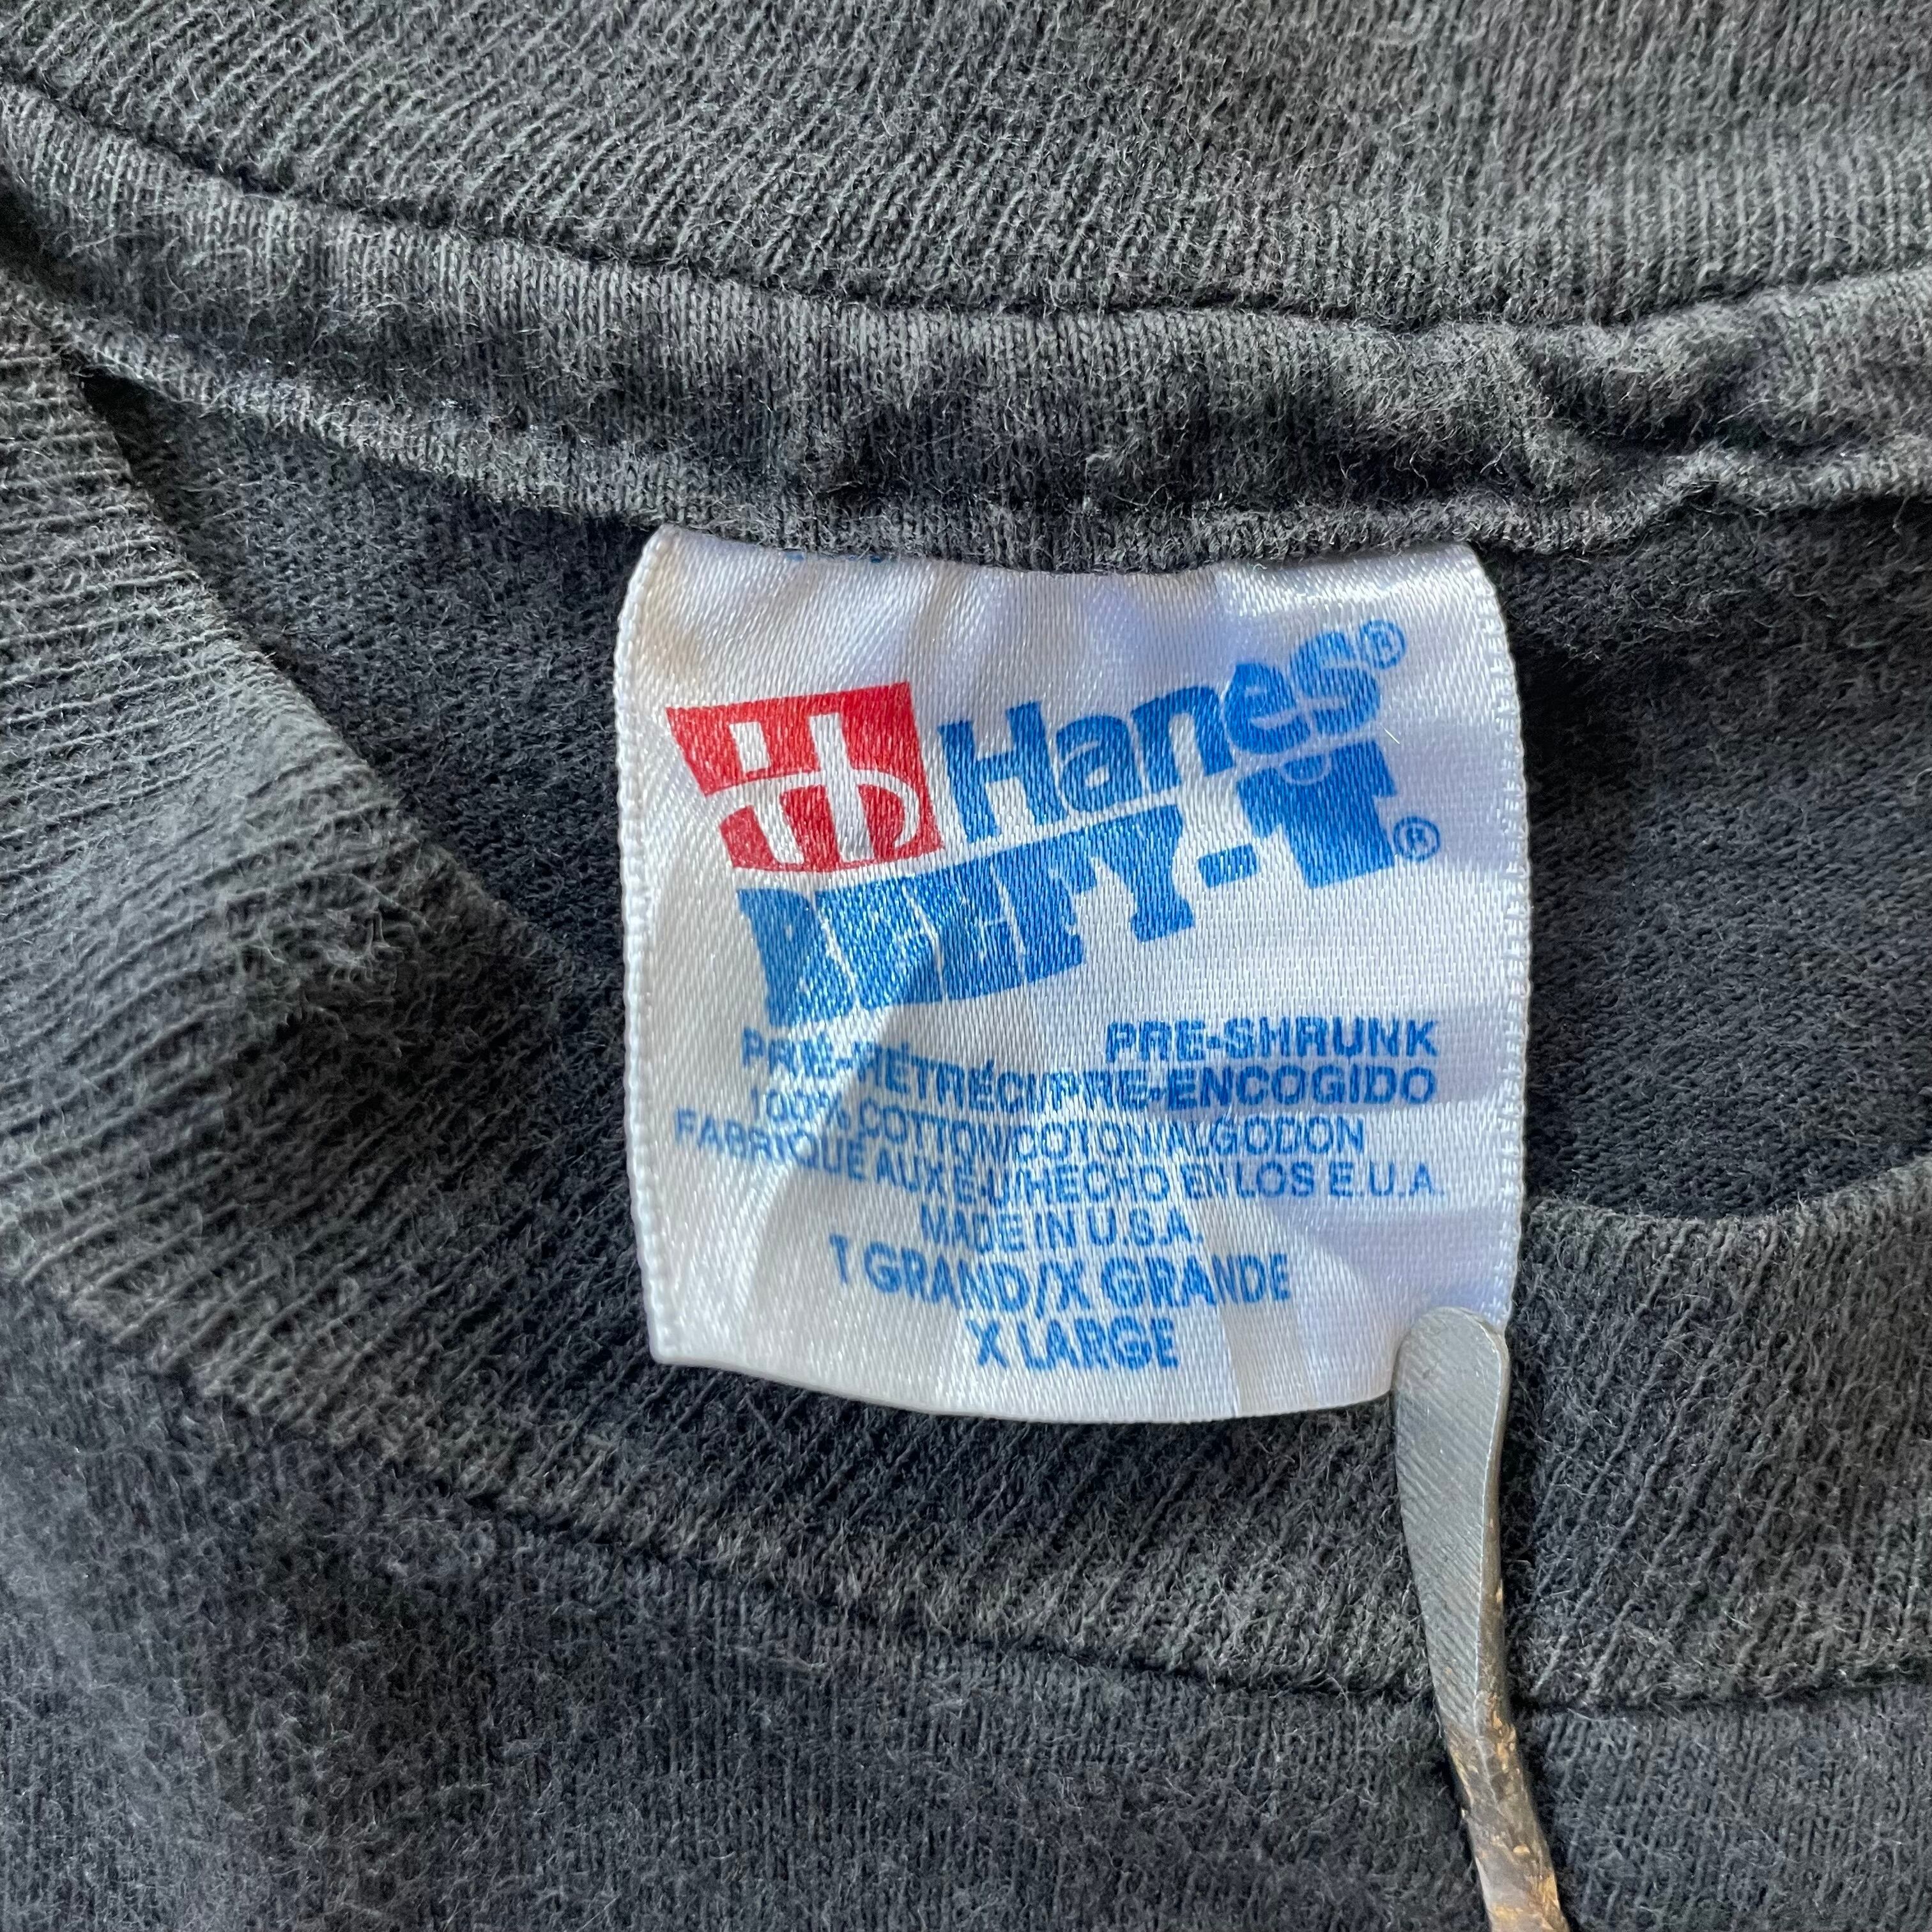 Hanes®
BEEFY-T®
PRE-SHRUNK
PRÉ-RÉTRÉCI PRE-ENCOGIDO
100% COTTON/COTON/ALGODON
FABRIQUÉ AUX É-U/HECHO EN LOS E.U.A.
MADE IN U.S.A.
T GRAND/X GRANDE
X LARGE